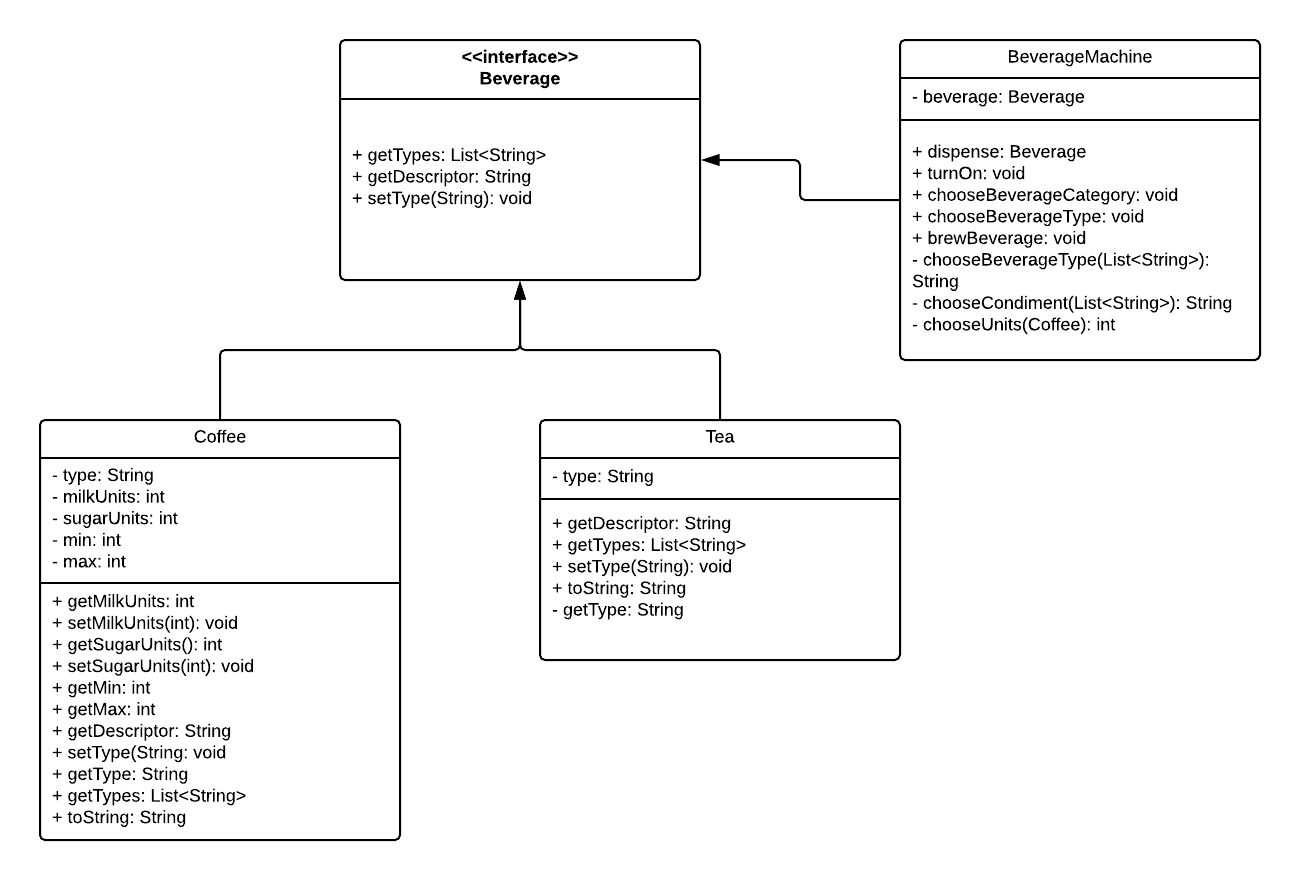 <<interface>>
Beverage
+ getTypes: List<String>
+ getDescriptor: String
+ setType(String): void
BeverageMachine
- beverage: Beverage
+ dispense: Beverage
+ turnOn: void
+ chooseBeverageCategory: void
+ chooseBeverageType: void
+ brewBeverage: void
- chooseBeverageType(List<String>):
String
- chooseCondiment(List<String>): String
- chooseUnits(Coffee): int
Coffee
- type: String
- milkUnits: int
- sugarUnits: int
- min: int
- max: int
+ getMilkUnits: int
+ setMilkUnits(int): void
+ getSugarUnits(): int
+ setSugarUnits(int): void
+ getMin: int
+ getMax: int
+ getDescriptor: String
+ setType(String: void
+ getType: String
+ getTypes: List<String>
+ toString: String
Tea
- type: String
+ getDescriptor: String
+ getTypes: List<String>
+ setType(String): void
+ toString: String
- getType: String